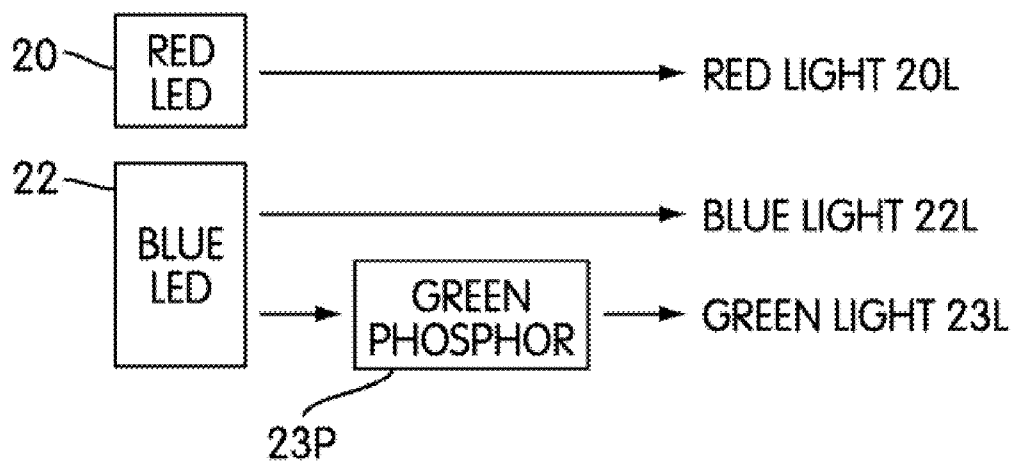 20
RED
LED
RED LIGHT 20L
22
BLUE
LED
BLUE LIGHT 22L
GREEN
PHOSPHOR
GREEN LIGHT 23L
23P